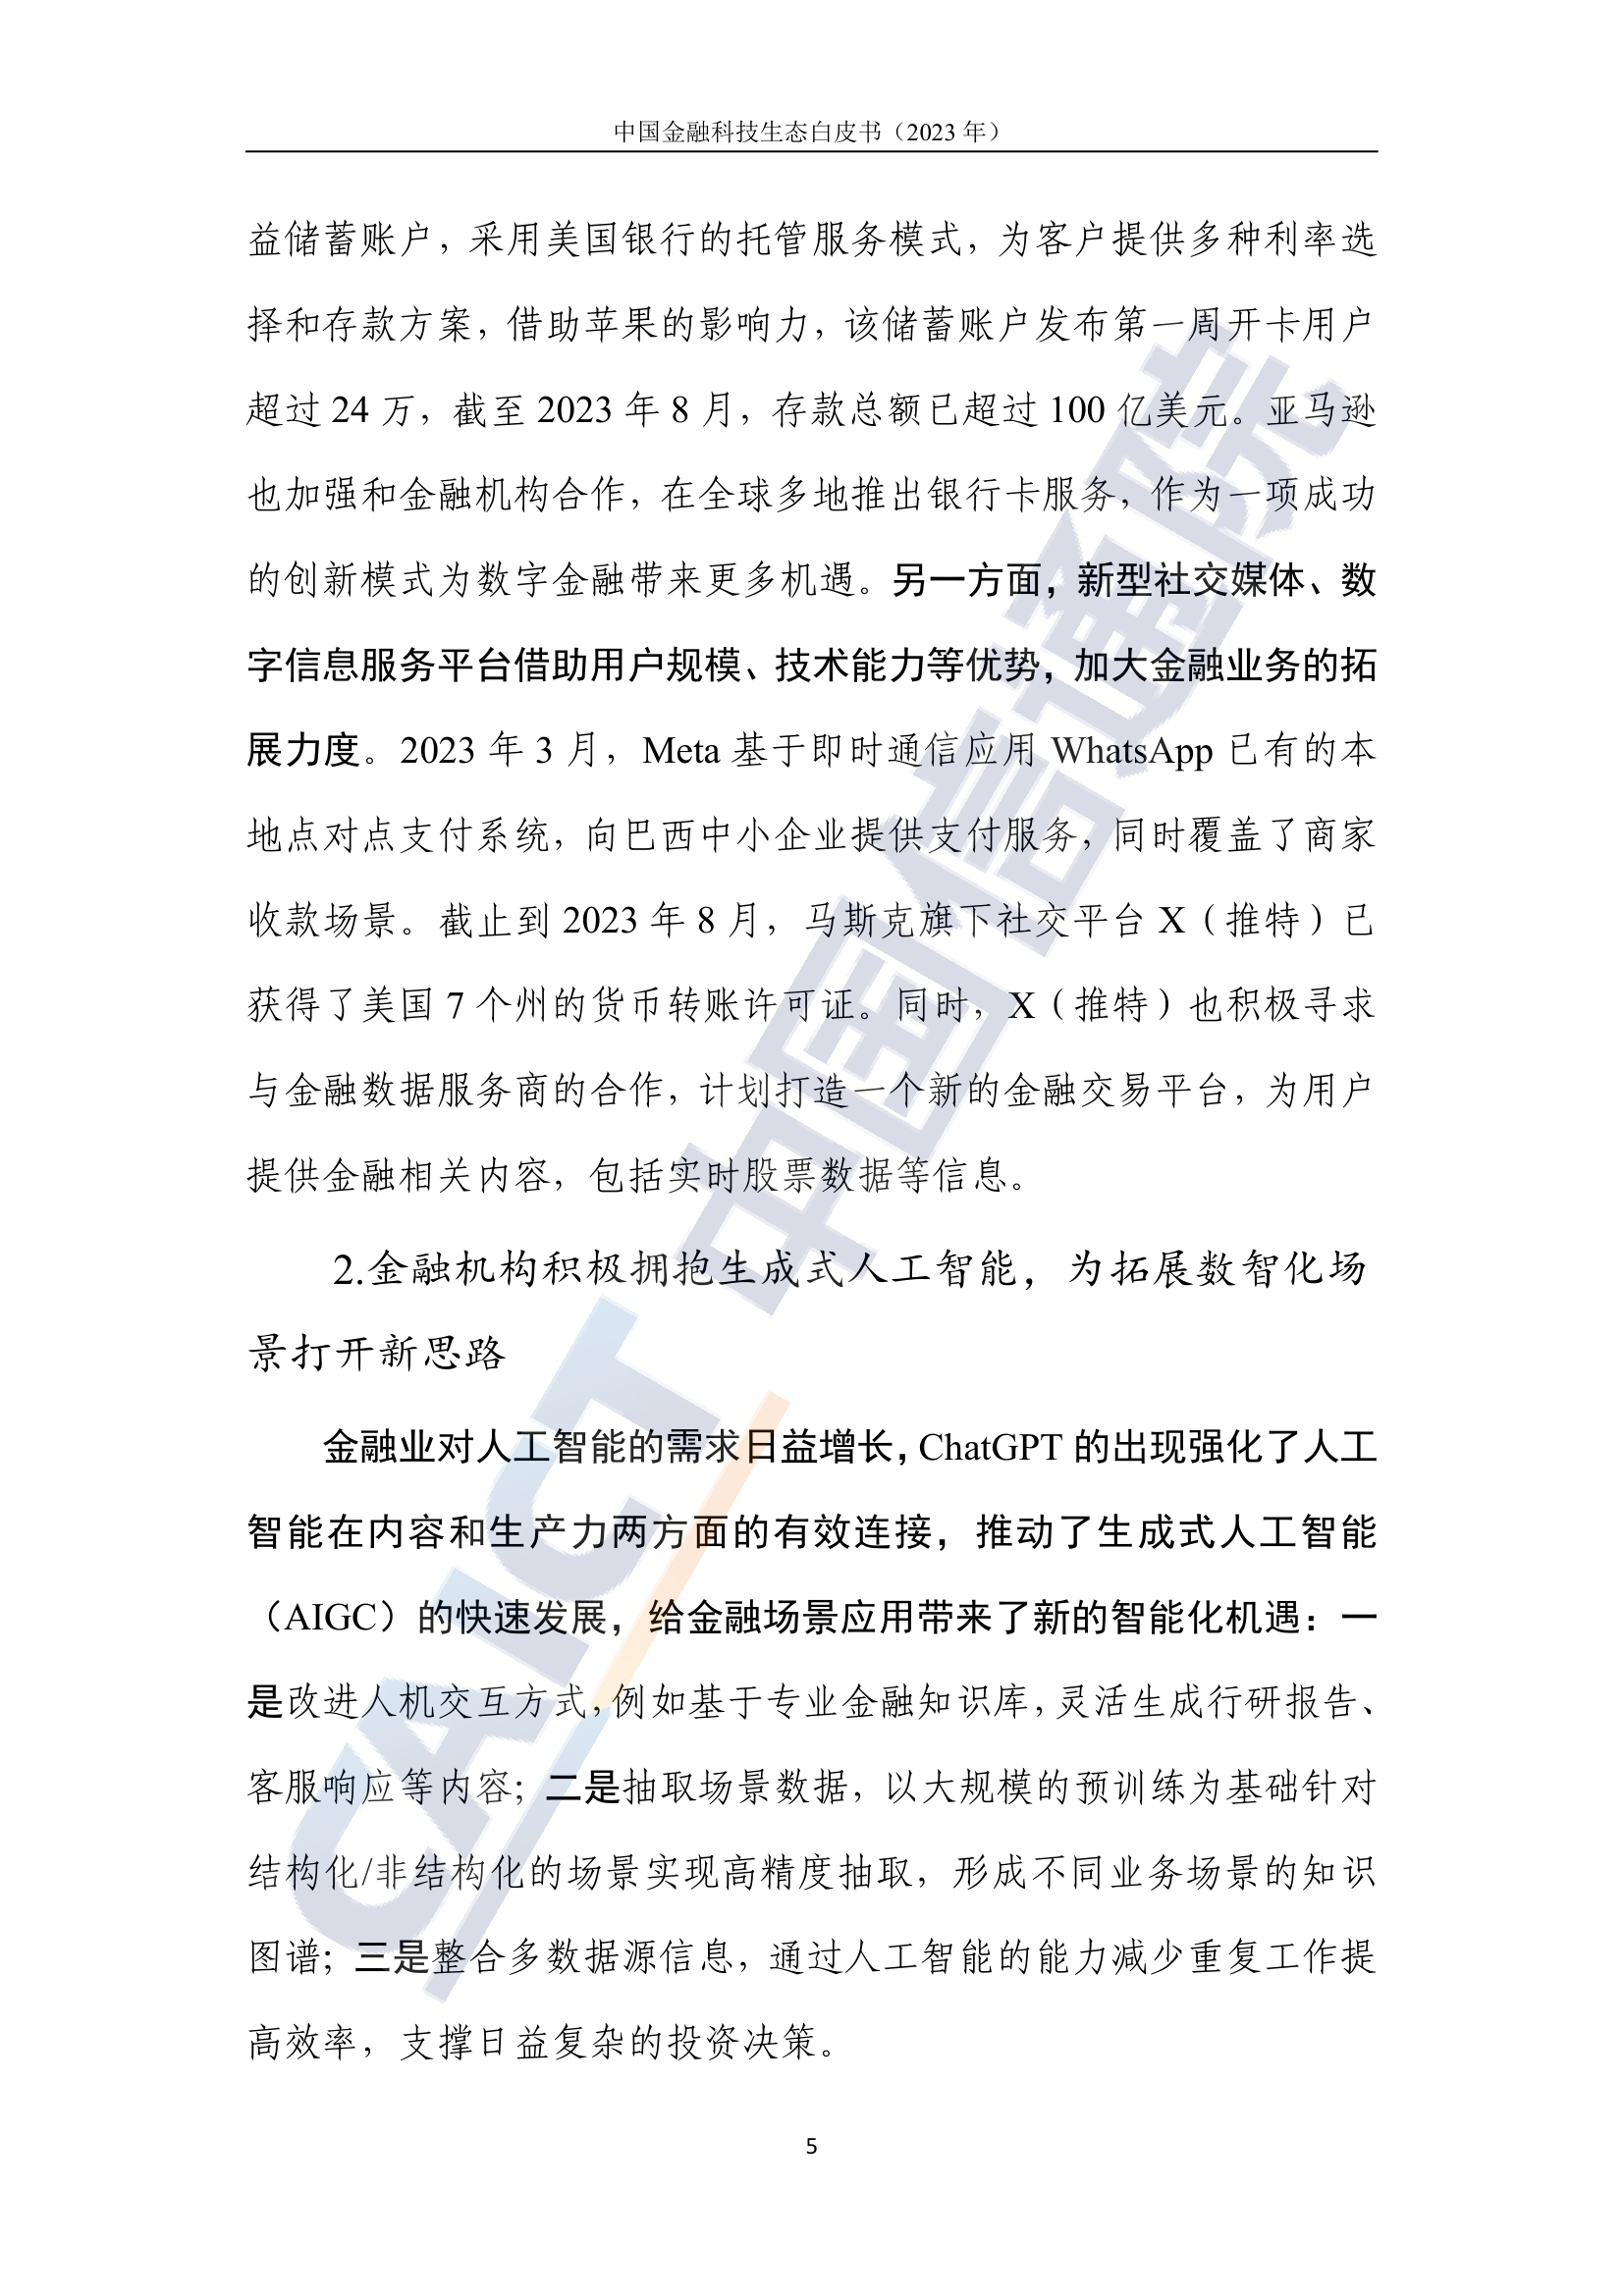 中国金融科技生态白皮书（2023 年）
益储蓄账户，采用美国银行的托管服务模式，为客户提供多种利率选
择和存款方案，借助苹果的影响力，该储蓄账户发布第一周开卡用户
超过 24 万，截至 2023 年 8 月，存款总额已超过 100 亿美元。亚马逊
也加强和金融机构合作，在全球多地推出银行卡服务，作为一项成功
的创新模式为数字金融带来更多机遇。另一方面，新型社交媒体、数
字信息服务平台借助用户规模、技术能力等优势，加大金融业务的拓
展力度。2023 年 3 月，Meta 基于即时通信应用 WhatsApp 已有的本
地点对点支付系统，向巴西中小企业提供支付服务，同时覆盖了商家
收款场景。截止到 2023 年 8 月，马斯克旗下社交平台 X（推特）已
获得了美国 7 个州的货币转账许可证。同时，X（推特）也积极寻求
与金融数据服务商的合作，计划打造一个新的金融交易平台，为用户
提供金融相关内容，包括实时股票数据等信息。
2.金融机构积极拥抱生成式人工智能，为拓展数智化场
景打开新思路
金融业对人工智能的需求日益增长，ChatGPT 的出现强化了人工
智能在内容和生产力两方面的有效连接，推动了生成式人工智能
（AIGC）的快速发展，给金融场景应用带来了新的智能化机遇：一
是改进人机交互方式，例如基于专业金融知识库，灵活生成行研报告、
客服响应等内容；二是抽取场景数据，以大规模的预训练为基础针对
结构化/非结构化的场景实现高精度抽取，形成不同业务场景的知识
图谱；三是整合多数据源信息，通过人工智能的能力减少重复工作提
高效率，支撑日益复杂的投资决策。
5
CAICT 中国信通院